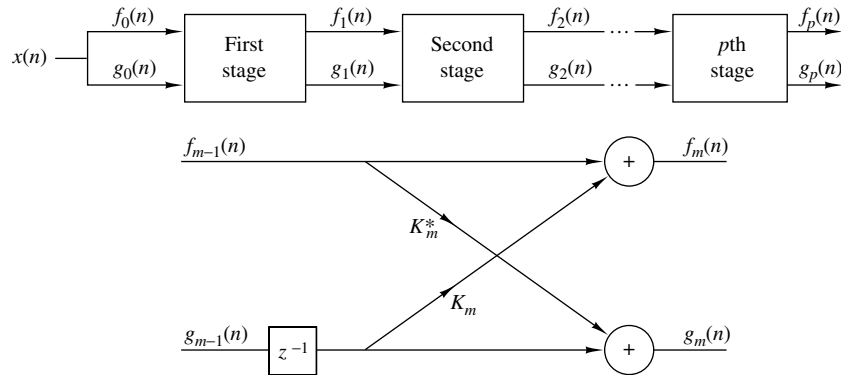 x(n)
f₀(n)
g₀(n)
First
stage
f₁(n)
g₁(n)
Second
stage
f₂(n)
g₂(n)
...
...
pth
stage
fₚ(n)
gₚ(n)
fₘ₋₁(n)
+
fₘ(n)
K*ₘ
Kₘ
gₘ₋₁(n)
z⁻¹
+
gₘ(n)